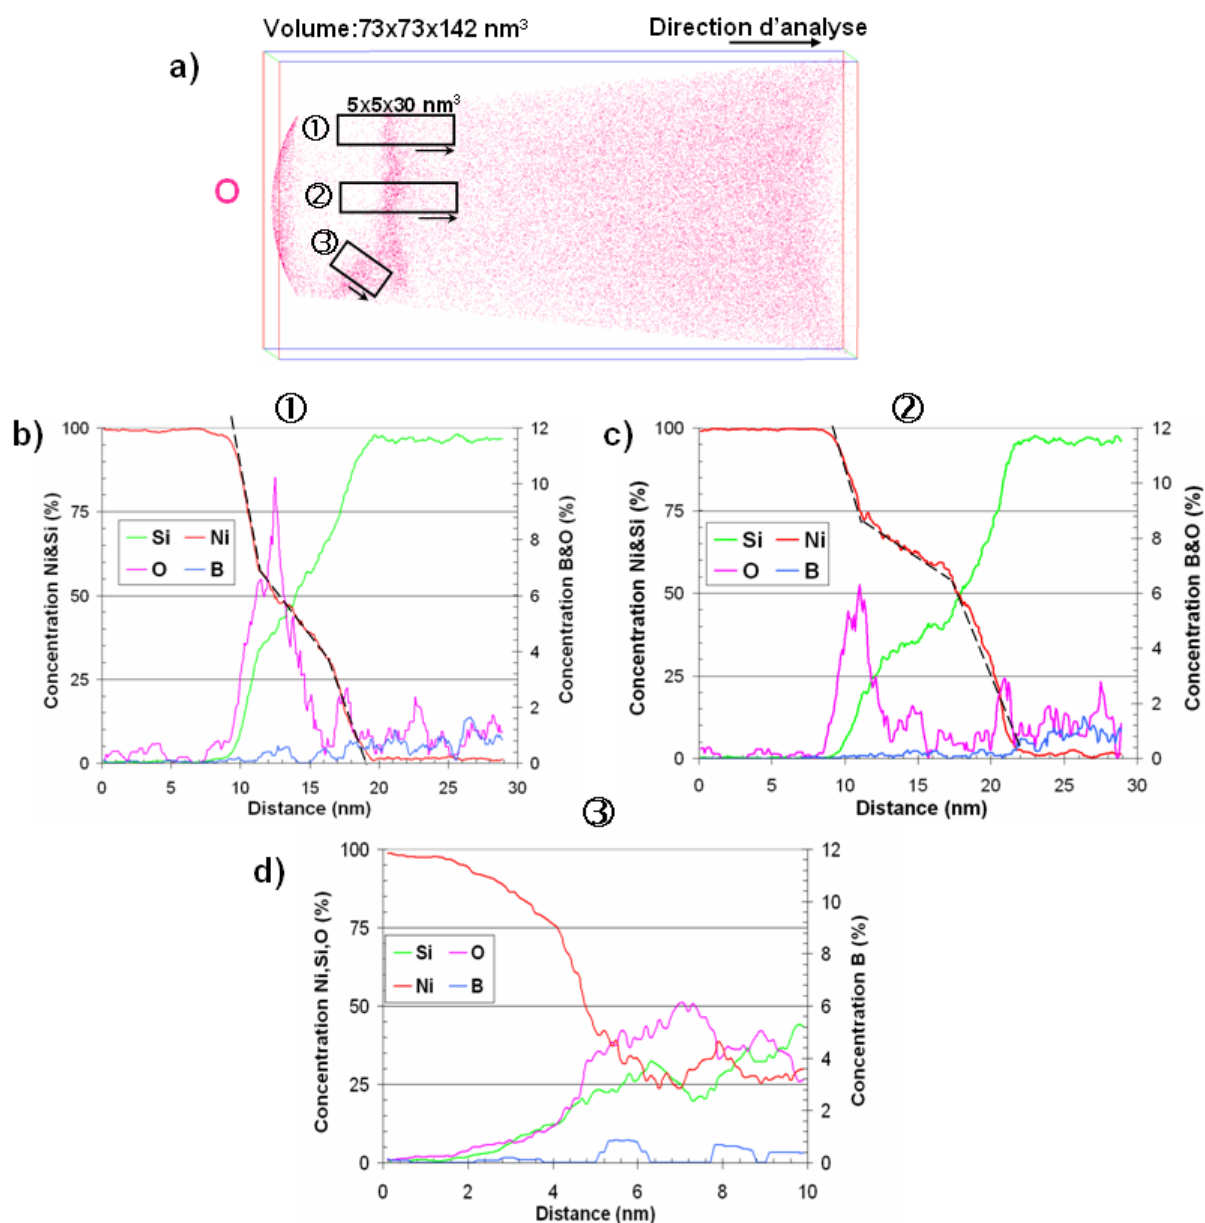 Volume:73x73x142 nm³
Direction d'analyse
a)
5x5x30 nm³
①
②
③
O
①
b)
100
75
50
25
0
Concentration Ni&Si (%)
Si Ni
O B
12
10
8
6
4
2
0
Concentration B&O (%)
0 5 10 15 20 25 30
Distance (nm)
②
c)
100
75
50
25
0
Concentration Ni&Si (%)
Si Ni
O B
12
10
8
6
4
2
0
Concentration B&O (%)
0 5 10 15 20 25 30
Distance (nm)
③
d)
100
75
50
25
0
Concentration Ni,Si,O (%)
Si O
Ni B
12
10
8
6
4
2
0
Concentration B (%)
0 2 4 6 8 10
Distance (nm)